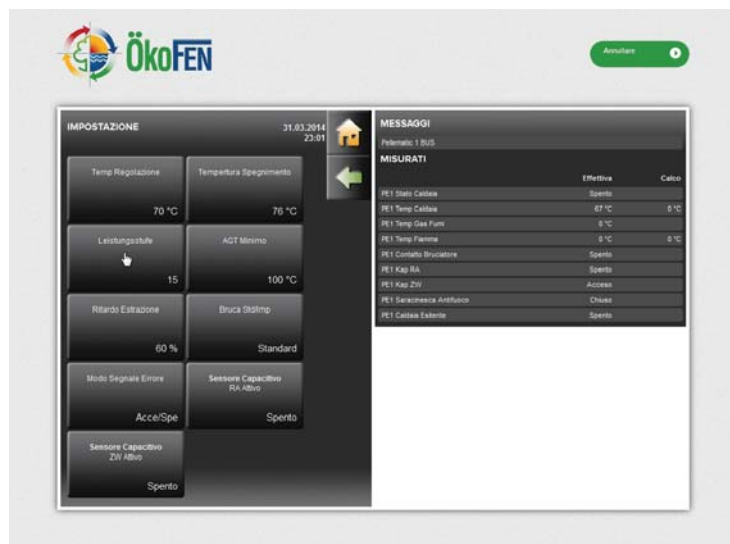 ÖkoFEN
Annullare
IMPOSTAZIONE
31.03.2014
23:01
Temp Regolazione
70 °C
Tempertura Spegnimento
76 °C
Leistungsstufe
15
AGT Minimo
100 °C
Ritardo Estrazione
60 %
Bruca Std/Imp
Standard
Modo Segnale Errore
Acce/Spe
Sensore Capacitivo
RA Attivo
Spento
Sensore Capacitivo
ZW Attivo
Spento
MESSAGGI
Pellematic 1 BUS
MISURATI
Effettiva Calco
PE1 Stato Caldaia Spento
PE1 Temp Caldaia 67 °C 0 °C
PE1 Temp Gas Fumi 0 °C
PE1 Temp Fiamma 0 °C 0 °C
PE1 Contatto Bruciatore Spento
PE1 Kap RA Spento
PE1 Kap ZW Acceso
PE1 Saracinesca Antifuoco Chiuso
PE1 Caldaia Esitente Spento